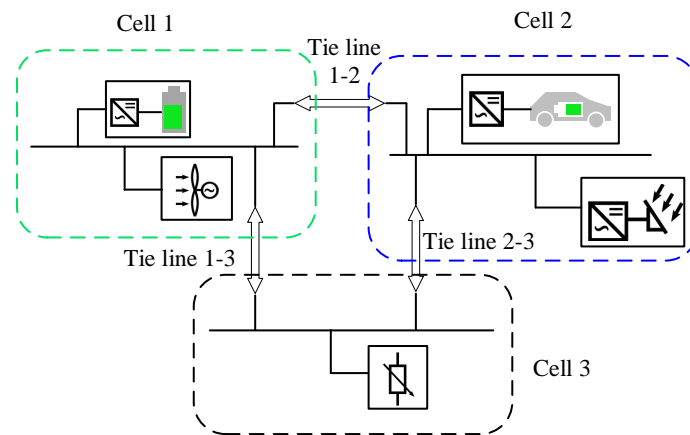 Cell 1
Cell 2
Tie line
1-2
Tie line 1-3
Tie line 2-3
Cell 3